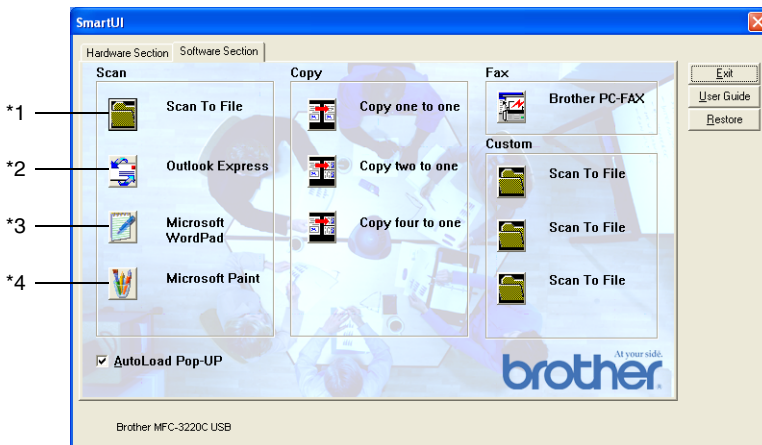 SmartUI
Hardware Section
Software Section
Scan
*1
Scan To File
*2
Outlook Express
*3
Microsoft
WordPad
*4
Microsoft Paint
Copy
Copy one to one
Copy two to one
Copy four to one
Fax
Brother PC-FAX
Custom
Scan To File
Scan To File
Scan To File
Exit
User Guide
Restore
AutoLoad Pop-UP
At your side.
brother
Brother MFC-3220C USB